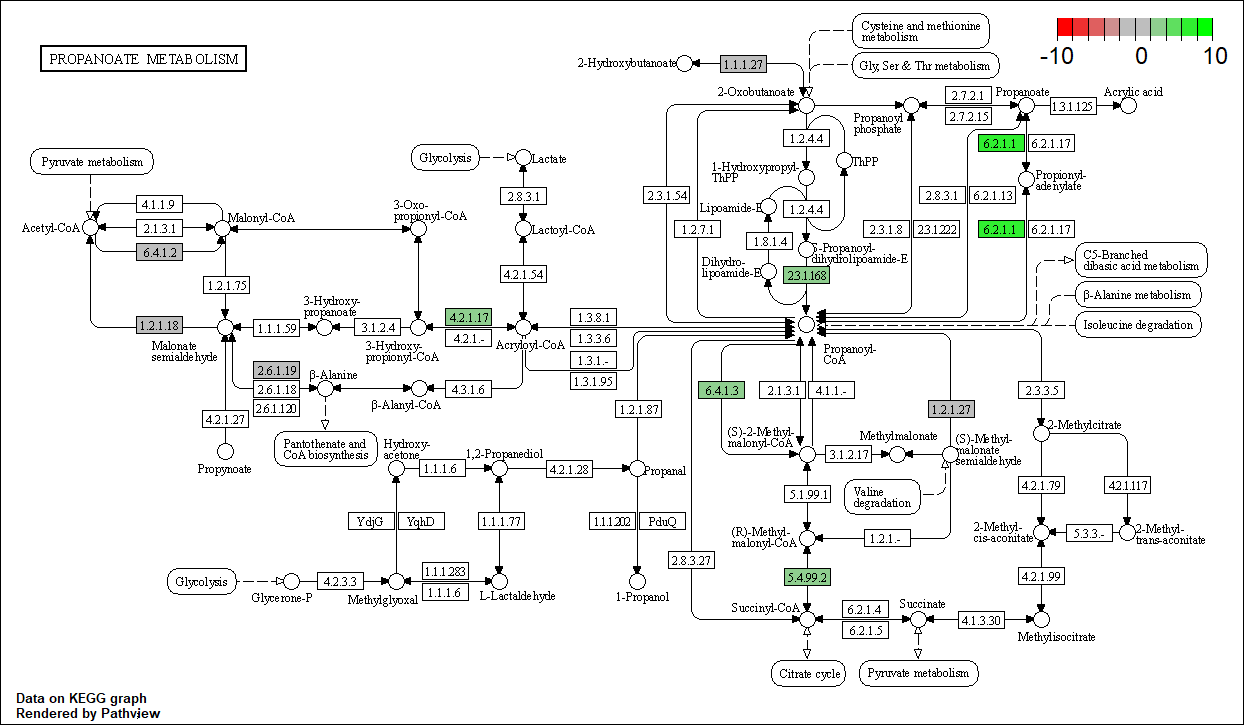 PROPANOATE METABOLISM
-10
0
10
Cysteine and methionine
metabolism
Gly, Ser & Thr metabolism
2-Hydroxybutanoate
1.1.1.27
2-Oxobutanoate
Propanoyl
phosphate
2.7.2.1
2.7.2.15
Propanoate
1.3.1.125
Acrylic acid
1.2.4.4
ThPP
1-Hydroxypropyl-
ThPP
6.2.1.1
6.2.1.17
Propionyl-
adenylate
2.3.1.54
1.2.7.1
Lipoamide-E
1.2.4.4
2.8.3.1
6.2.1.13
2.3.1.8
2.3.1.222
6.2.1.1
6.2.1.17
1.8.1.4
S-Propanoyl-
dihydrolipoamide-E
Dihydro-
lipoamide-E
2.3.1.168
C5-Branched
dibasic acid metabolism
β-Alanine metabolism
Isoleucine degradation
Pyruvate metabolism
Glycolysis
Lactate
2.8.3.1
Lactoyl-CoA
4.2.1.54
4.1.1.9
2.1.3.1
6.4.1.2
Acetyl-CoA
Malonyl-CoA
3-Oxo-
propionyl-CoA
1.2.1.75
1.2.1.18
Malonate
semialdehyde
1.1.1.59
3-Hydroxy-
propanoate
3.1.2.4
3-Hydroxy-
propionyl-CoA
4.2.1.17
4.2.1.-
Acryloyl-CoA
1.3.8.1
1.3.3.6
1.3.1.-
1.3.1.95
Propanoyl-
CoA
2.6.1.19
2.6.1.18
2.6.1.120
β-Alanine
β-Alanyl-CoA
4.3.1.6
4.2.1.27
Propynoate
Pantothenate and
CoA biosynthesis
1.2.1.87
6.4.1.3
2.1.3.1
4.1.1.-
1.2.1.27
2.3.3.5
Hydroxy-
acetone
1.1.1.6
1,2-Propanediol
4.2.1.28
Propanal
(S)-2-Methyl-
malonyl-CoA
3.1.2.17
Methylmalonate
(S)-Methyl-
malonate
semialdehyde
2-Methylcitrate
Valine
degradation
5.1.99.1
4.2.1.79
4.2.1.117
YdjG
YqhD
1.1.1.77
1.1.1.202
PduQ
(R)-Methyl-
malonyl-CoA
1.2.1.-
2-Methyl-
cis-aconitate
5.3.3.-
2-Methyl-
trans-aconitate
2.8.3.27
5.4.99.2
4.2.1.99
Glycolysis
Glycerone-P
4.2.3.3
Methylglyoxal
1.1.1.283
1.1.1.6
L-Lactaldehyde
1-Propanol
Succinyl-CoA
6.2.1.4
6.2.1.5
Succinate
4.1.3.30
Methylisocitrate
Citrate cycle
Pyruvate metabolism
Data on KEGG graph
Rendered by Pathview